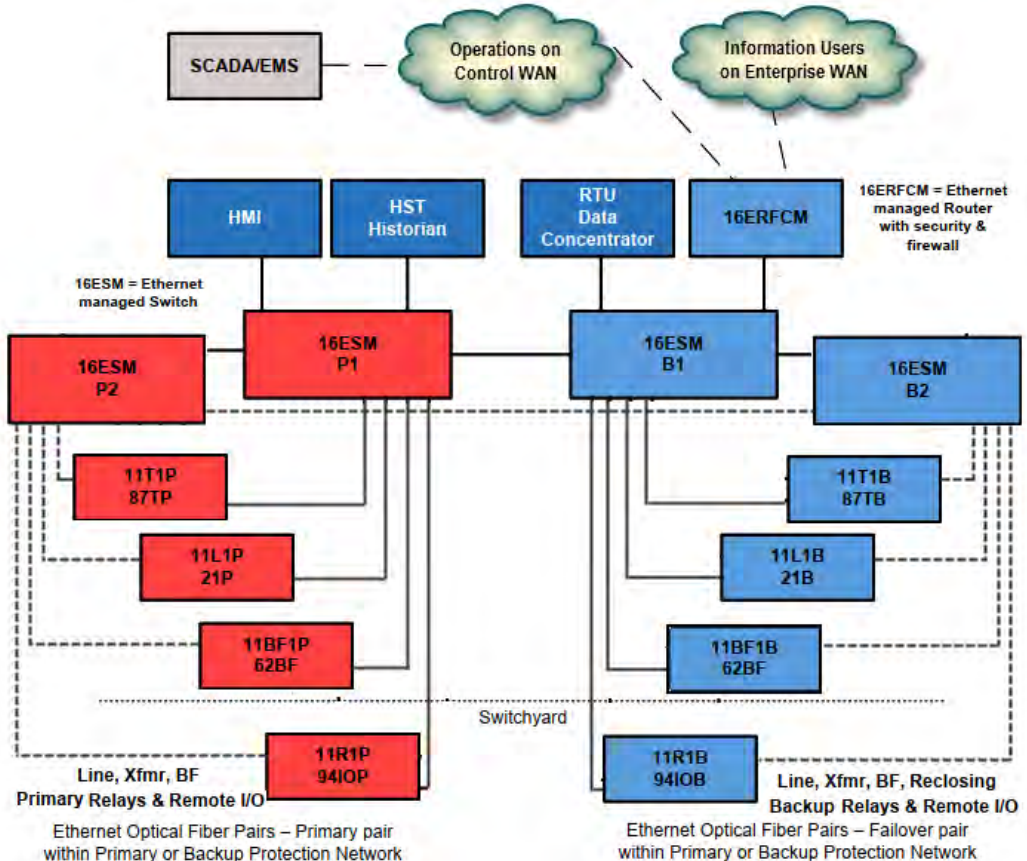 SCADA/EMS
Operations on
Control WAN
Information Users
on Enterprise WAN
HMI
HST
Historian
RTU
Data
Concentrator
16ERFCM
16ERFCM = Ethernet
managed Router
with security &
firewall
16ESM = Ethernet
managed Switch
16ESM
P2
16ESM
P1
16ESM
B1
16ESM
B2
11T1P
87TP
11T1B
87TB
11L1P
21P
11L1B
21B
11BF1P
62BF
11BF1B
62BF
Switchyard
11R1P
94IOP
11R1B
94IOB
Line, Xfmr, BF
Primary Relays & Remote I/O
Line, Xfmr, BF, Reclosing
Backup Relays & Remote I/O
Ethernet Optical Fiber Pairs – Primary pair
within Primary or Backup Protection Network
Ethernet Optical Fiber Pairs – Failover pair
within Primary or Backup Protection Network